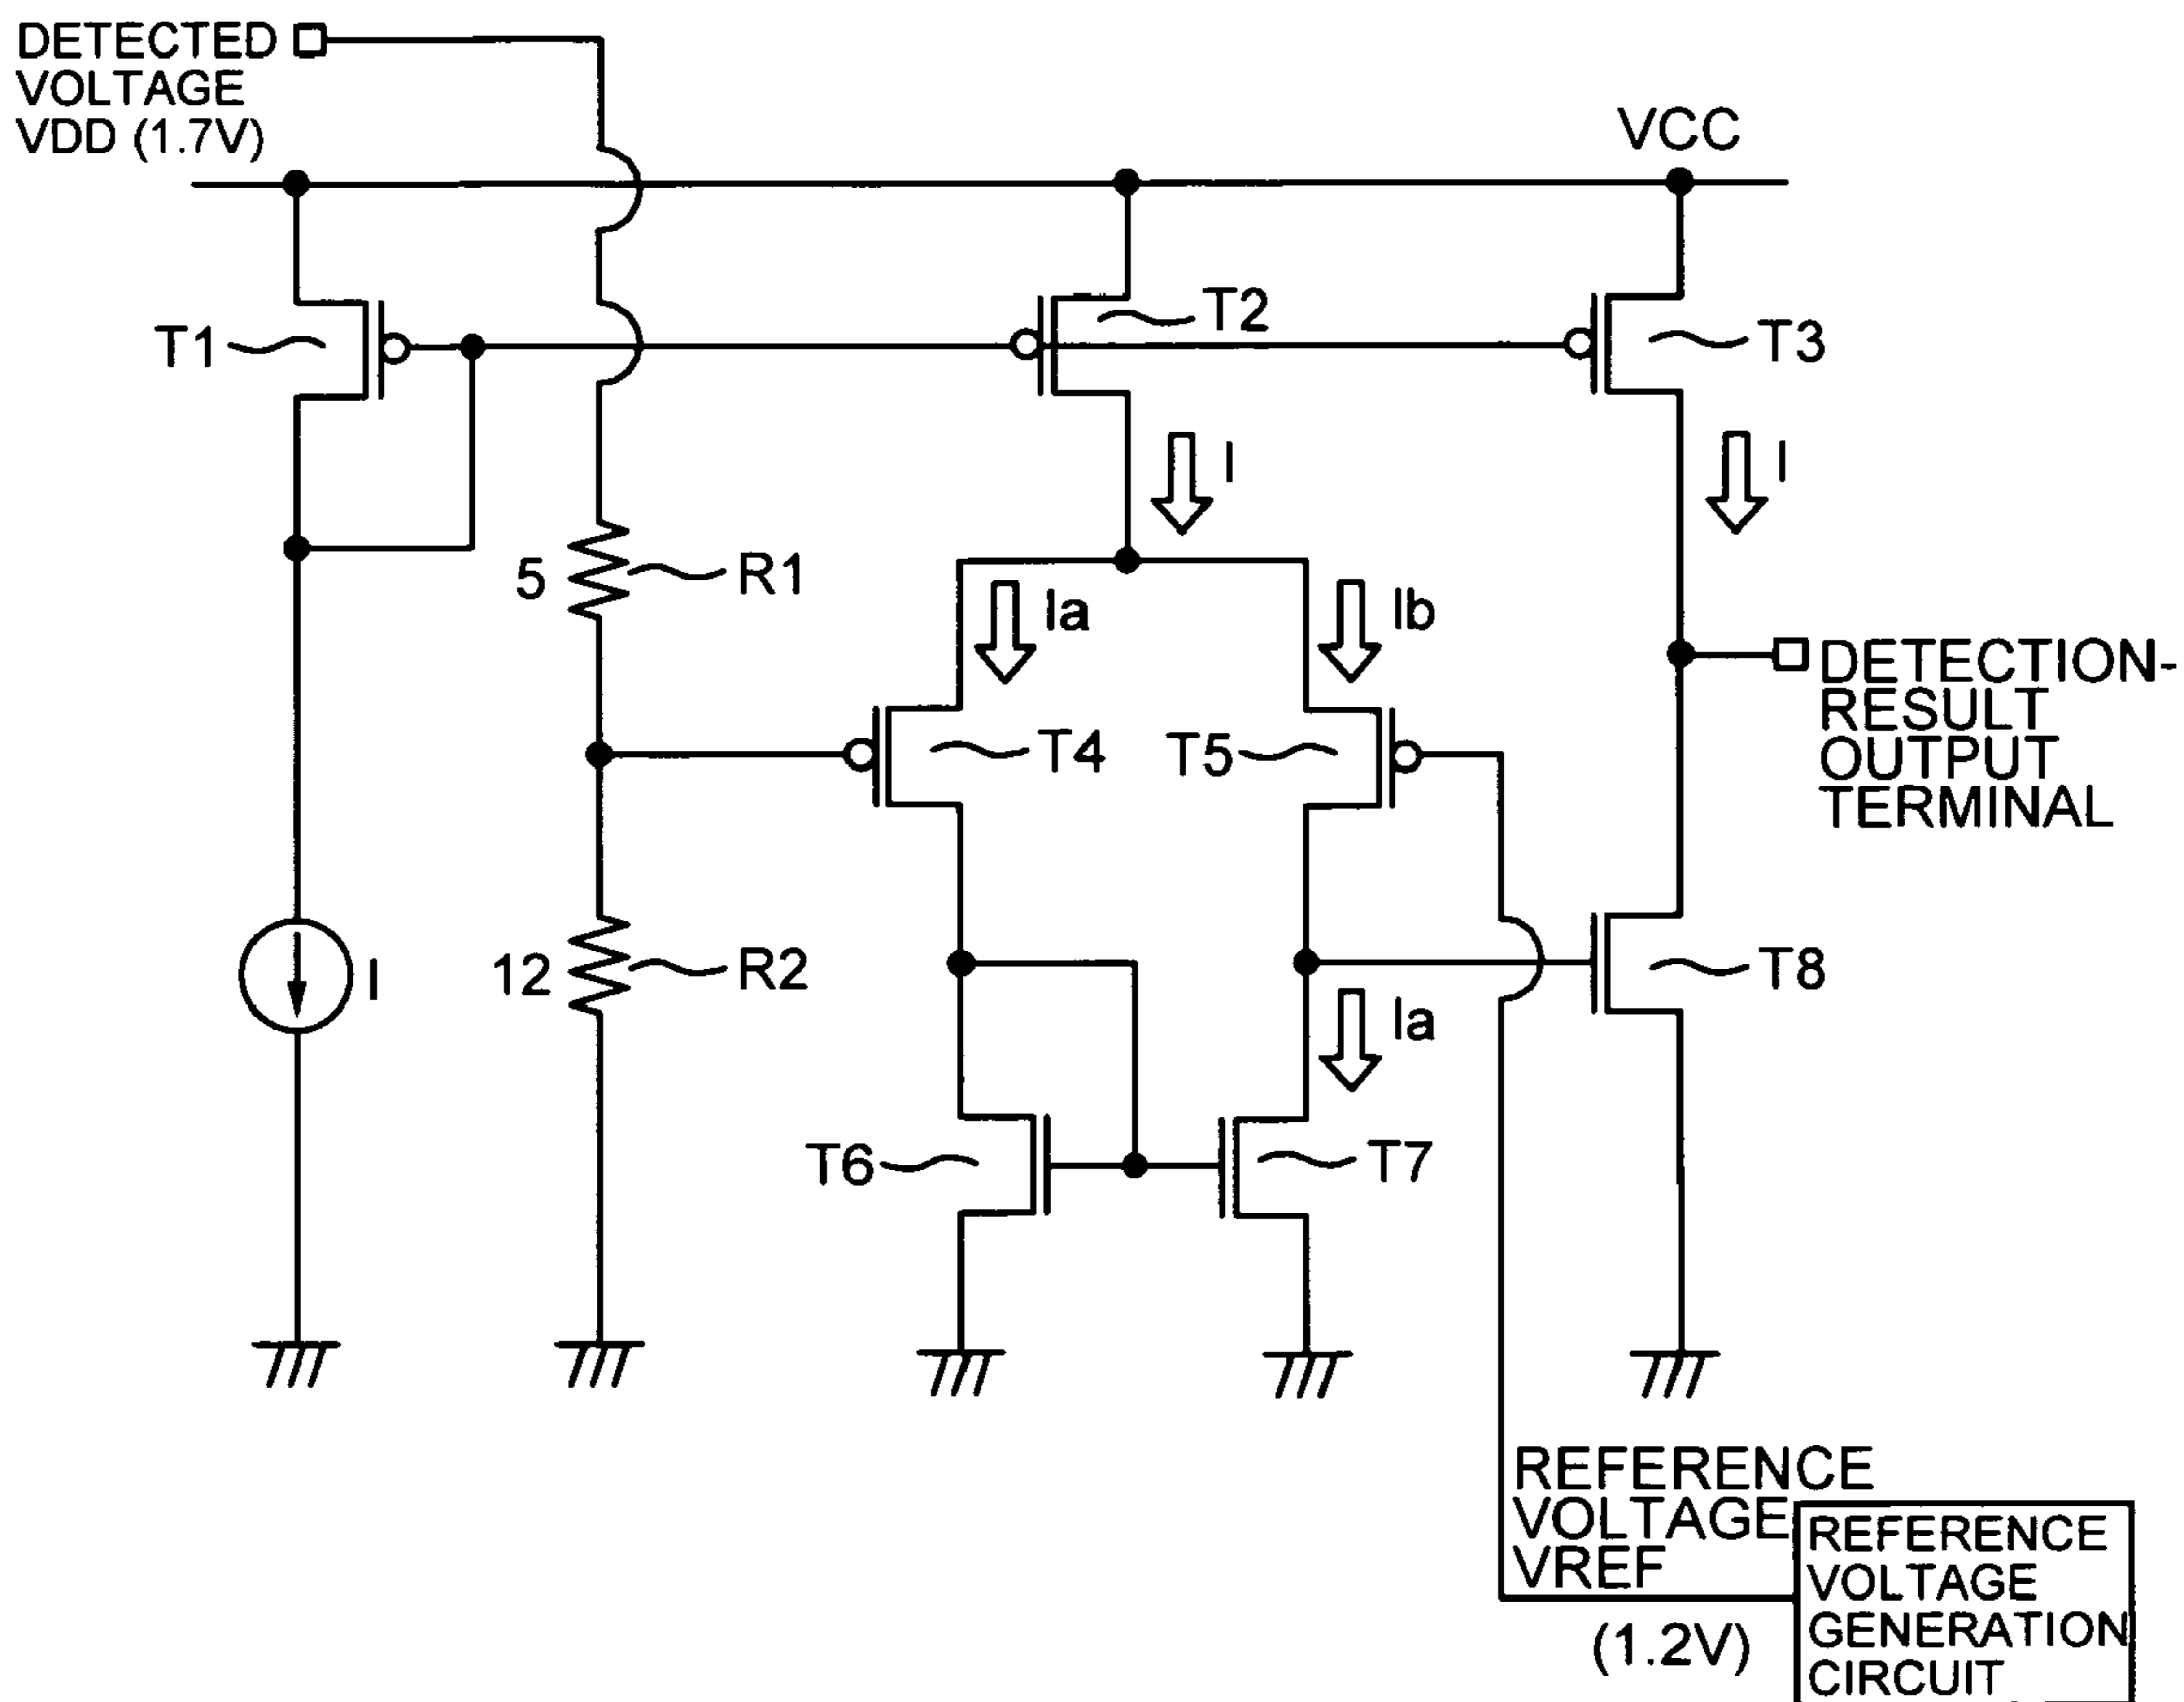 DETECTED
VOLTAGE
VDD (1.7V)
VCC
T1
T2
T3
I
I
5
R1
Ia
Ib
DETECTION-
RESULT
OUTPUT
TERMINAL
T4
T5
12
R2
I
T8
Ia
T6
T7
REFERENCE
VOLTAGE
VREF
(1.2V)
REFERENCE
VOLTAGE
GENERATION
CIRCUIT